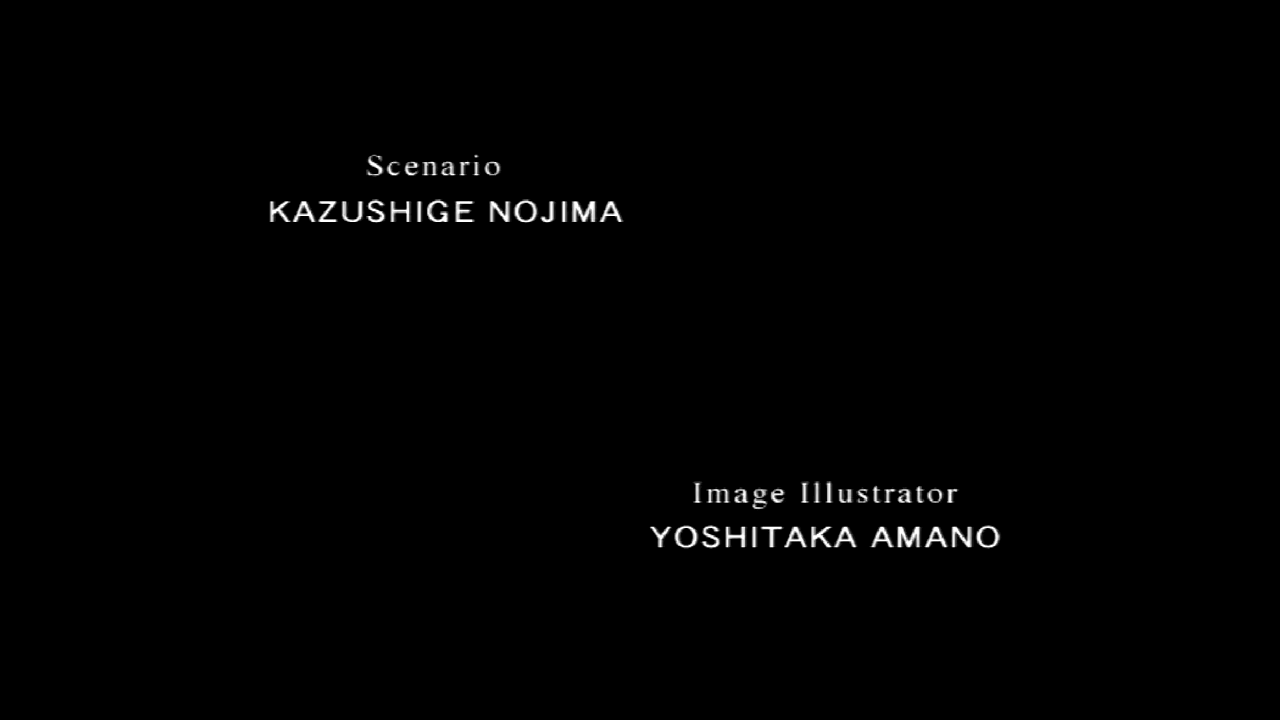 Scenario
KAZUSHIGE NOJIMA
Image Illustrator
YOSHITAKA AMANO